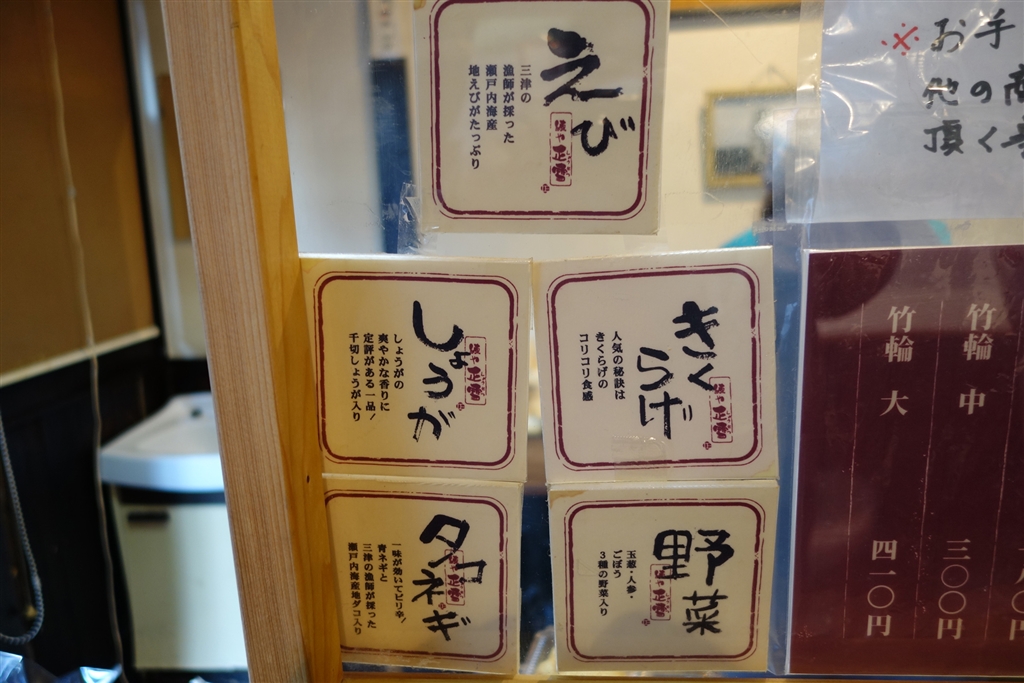 えび
三津の
漁師が採った
瀬戸内海産
地えびがたっぷり
しょうが
しょうがの
爽やかな香りに
定評がある一品！
千切しょうが入り
きくらげ
人気の秘訣は
きくらげの
コリコリ食感
タコネギ
一味が効いてピリ辛！
青ネギと
三津の漁師が採った
瀬戸内海産地ダコ入り
野菜
玉葱・人参・
ごぼう
3種の野菜入り
※お手
他の商
頂く
竹輪 中 三〇〇円
竹輪 大 四一〇円